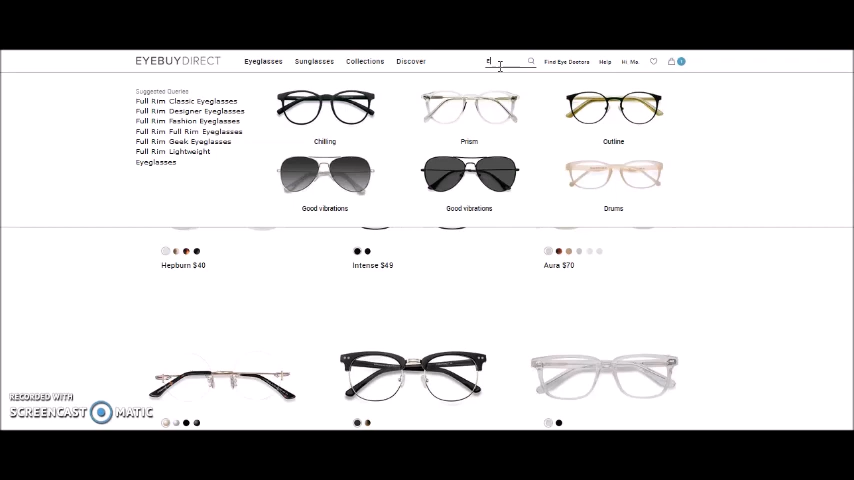 EYEBUYDIRECT Eyeglasses Sunglasses Collections Discover E Find Eye Doctors Help Hi, Ma 1
Suggested Queries
Full Rim Classic Eyeglasses
Full Rim Designer Eyeglasses
Full Rim Fashion Eyeglasses
Full Rim Full Rim Eyeglasses
Full Rim Geek Eyeglasses
Full Rim Lightweight
Eyeglasses
Chilling Prism Outline
Good vibrations Good vibrations Drums
Hepburn $40 Intense $49 Aura $70
RECORDED WITH
SCREENCAST MATIC